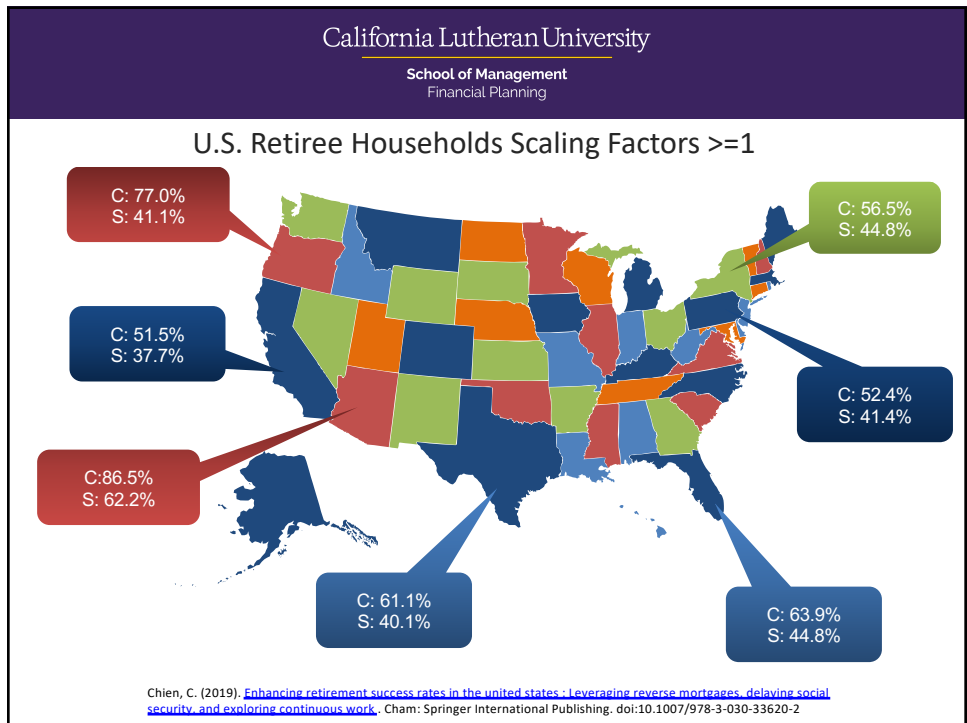 California Lutheran University
School of Management
Financial Planning
U.S. Retiree Households Scaling Factors >=1
C: 77.0%
S: 41.1%
C: 56.5%
S: 44.8%
C: 51.5%
S: 37.7%
C: 52.4%
S: 41.4%
C:86.5%
S: 62.2%
C: 61.1%
S: 40.1%
C: 63.9%
S: 44.8%
Chien, C. (2019). Enhancing retirement success rates in the united states : Leveraging reverse mortgages, delaying social
security, and exploring continuous work . Cham: Springer International Publishing. doi:10.1007/978-3-030-33620-2